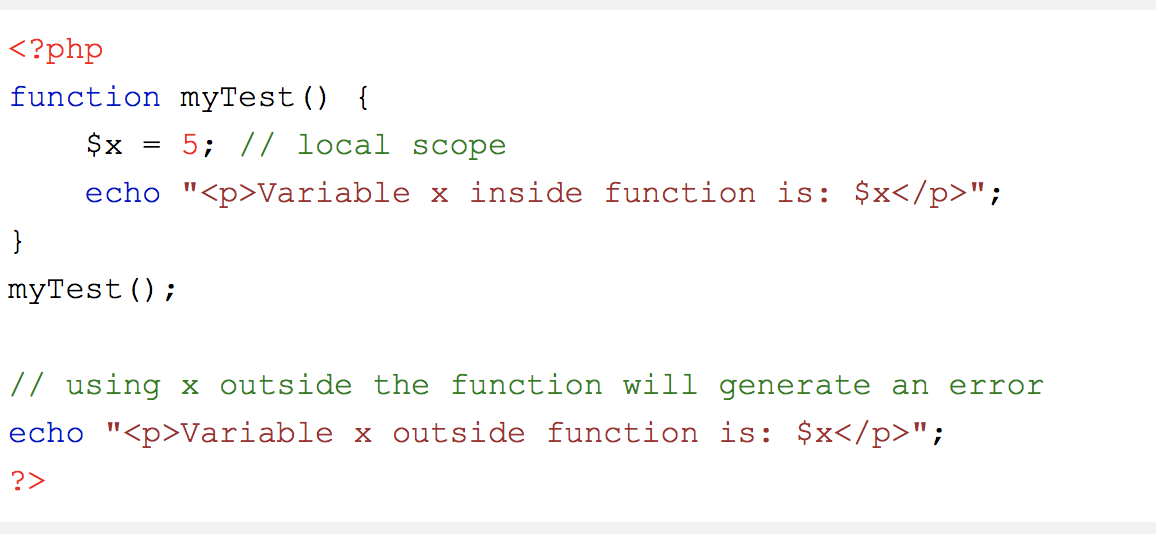 <?php
function myTest() {
    $x = 5; // local scope
    echo "<p>Variable x inside function is: $x</p>";
}
myTest();

// using x outside the function will generate an error
echo "<p>Variable x outside function is: $x</p>";
?>